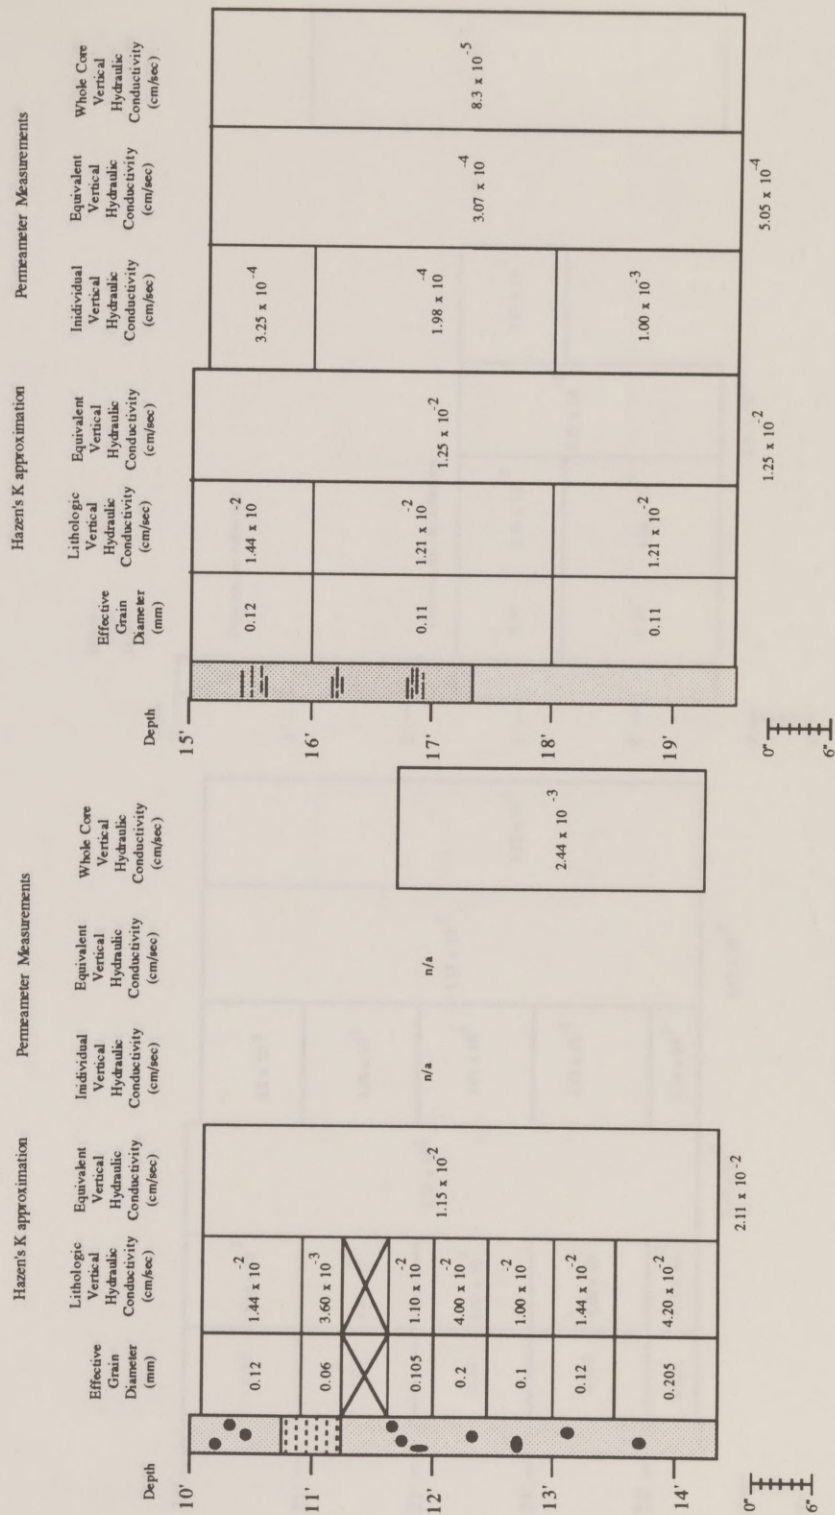 Hazen's K approximation
Permeameter Measurements
Depth
Effective
Grain
Diameter
(mm)
Lithologic
Vertical
Hydraulic
Conductivity
(cm/sec)
Equivalent
Vertical
Hydraulic
Conductivity
(cm/sec)
Inidividual
Vertical
Hydraulic
Conductivity
(cm/sec)
Equivalent
Vertical
Hydraulic
Conductivity
(cm/sec)
Whole Core
Vertical
Hydraulic
Conductivity
(cm/sec)
10'
11'
12'
13'
14'
0.12
0.06
0.105
0.2
0.1
0.12
0.205
1.44 x 10 -2
3.60 x 10 -3
1.10 x 10 -2
4.00 x 10 -2
1.00 x 10 -2
1.44 x 10 -2
4.20 x 10 -2
1.15 x 10 -2
n/a
n/a
2.44 x 10 -3
2.11 x 10 -2
0"
6"
Hazen's K approximation
Permeameter Measurements
Depth
Effective
Grain
Diameter
(mm)
Lithologic
Vertical
Hydraulic
Conductivity
(cm/sec)
Equivalent
Vertical
Hydraulic
Conductivity
(cm/sec)
Inidividual
Vertical
Hydraulic
Conductivity
(cm/sec)
Equivalent
Vertical
Hydraulic
Conductivity
(cm/sec)
Whole Core
Vertical
Hydraulic
Conductivity
(cm/sec)
15'
16'
17'
18'
19'
0.12
0.11
0.11
1.44 x 10 -2
1.21 x 10 -2
1.21 x 10 -2
1.25 x 10 -2
3.25 x 10 -4
1.98 x 10 -4
1.00 x 10 -3
3.07 x 10 -4
8.3 x 10 -5
1.25 x 10 -2
5.05 x 10 -4
0"
6"